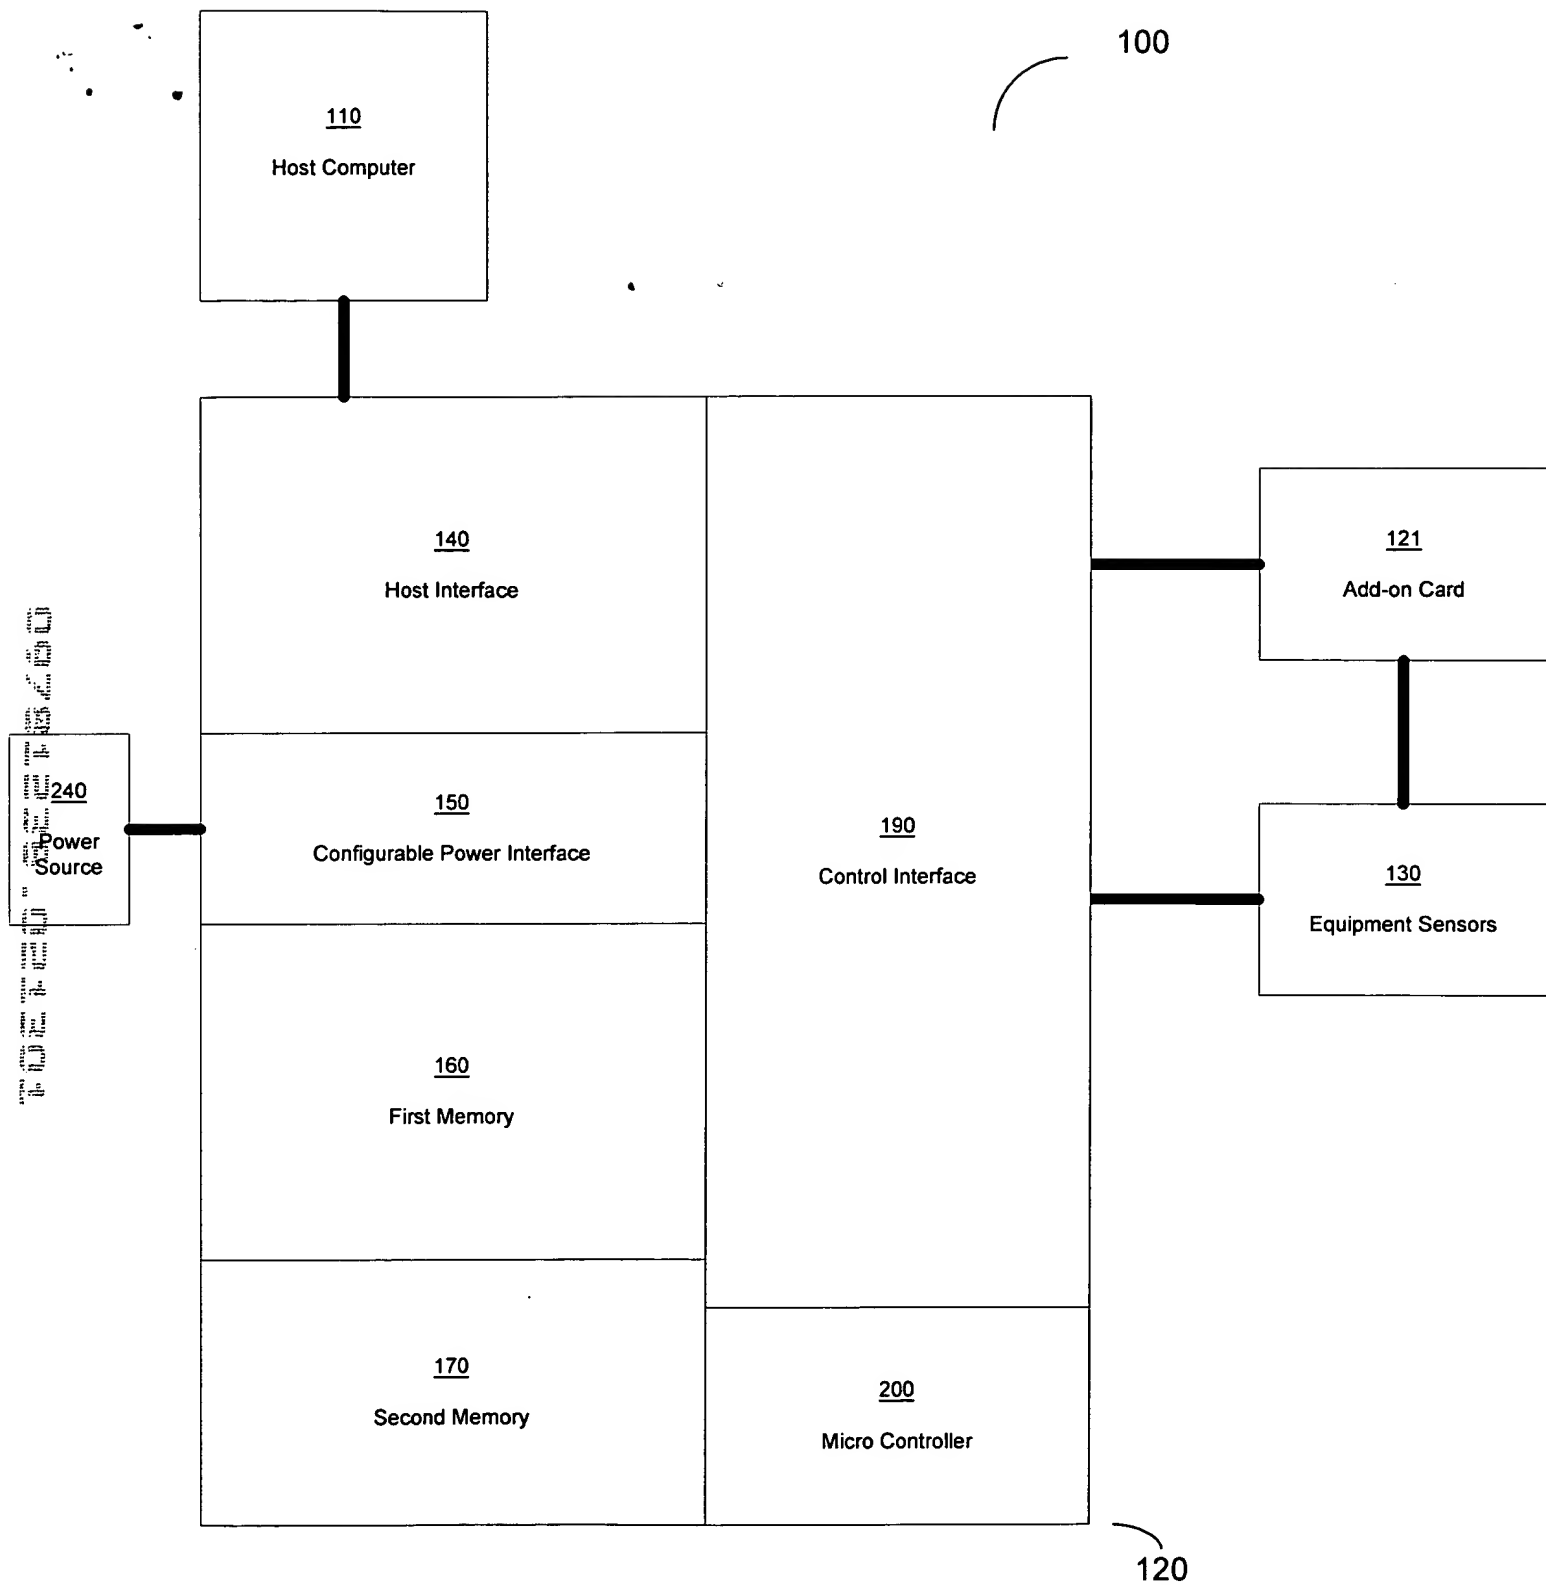 100
110
Host Computer
140
Host Interface
121
Add-on Card
240
Power
Source
150
Configurable Power Interface
190
Control Interface
130
Equipment Sensors
160
First Memory
170
Second Memory
200
Micro Controller
120